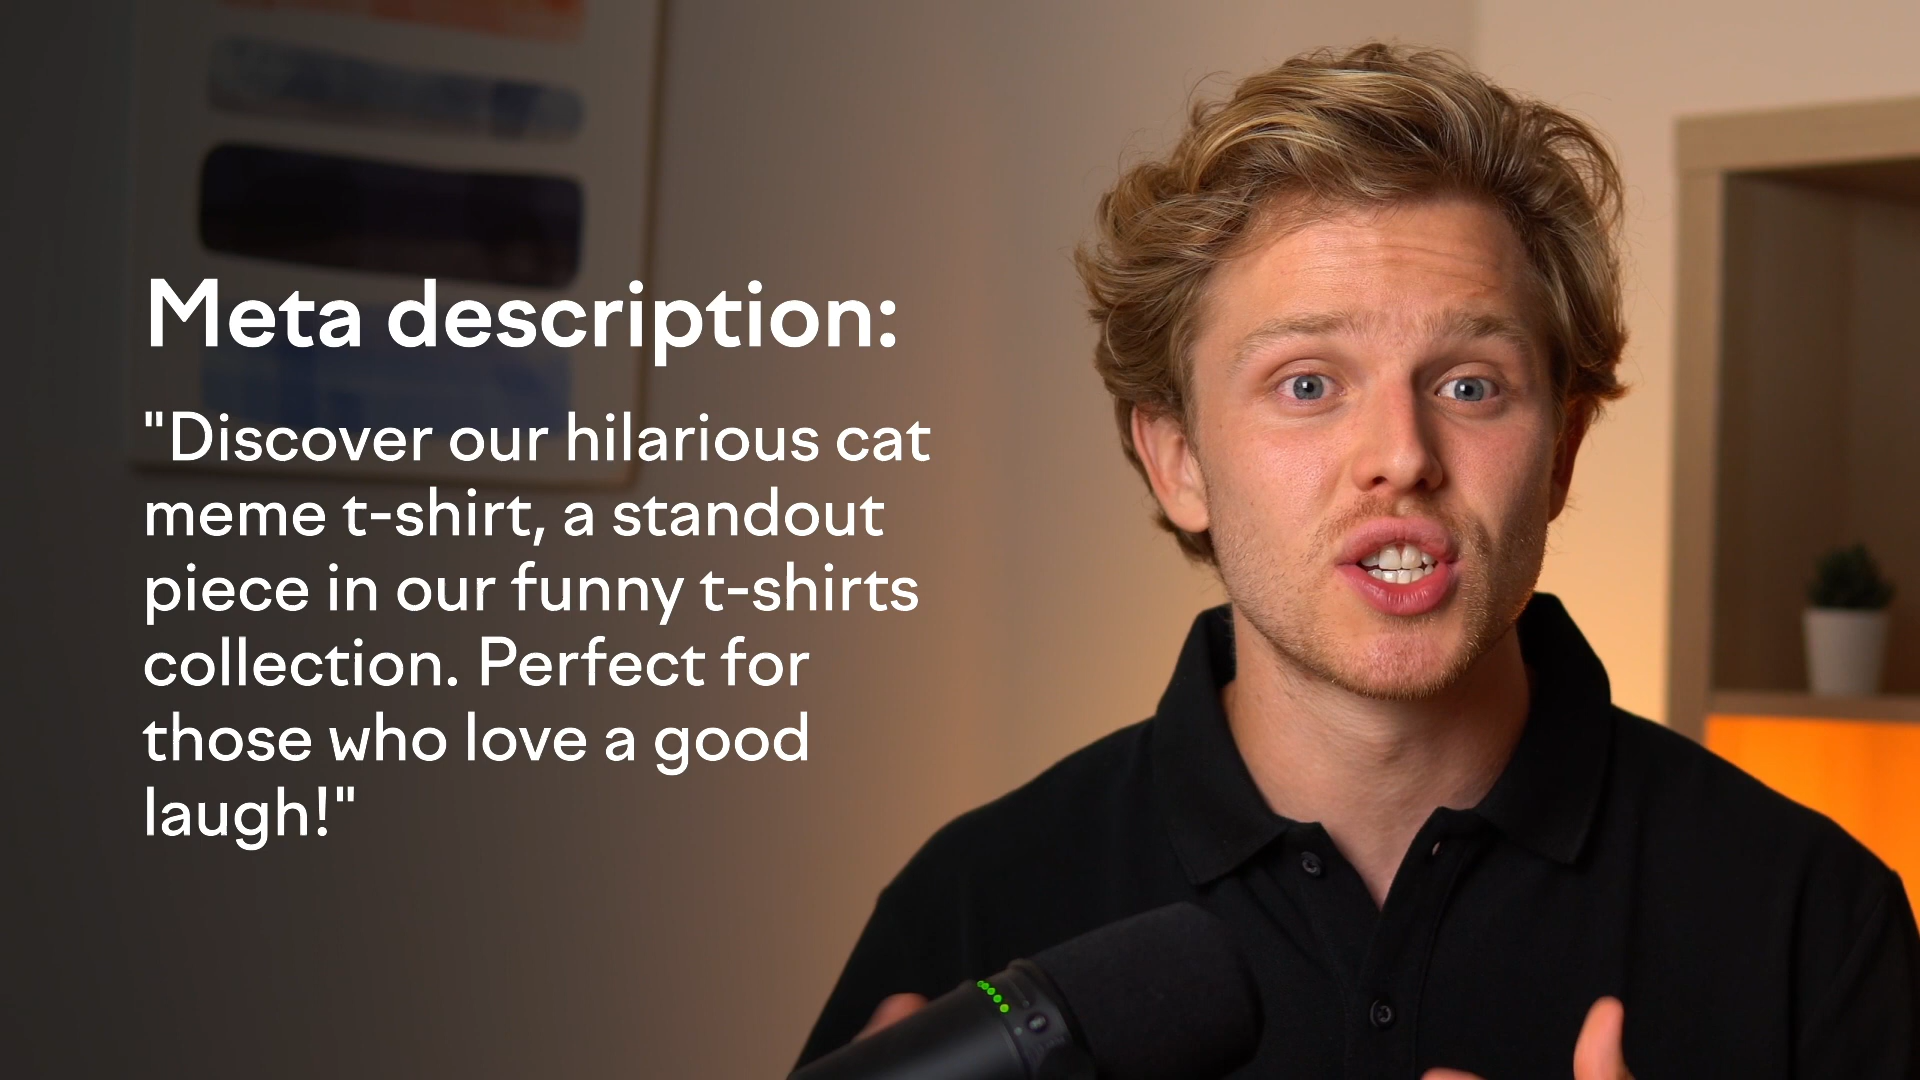 Meta description:
"Discover our hilarious cat
meme t-shirt, a standout
piece in our funny t-shirts
collection. Perfect for
those who love a good
laugh!"